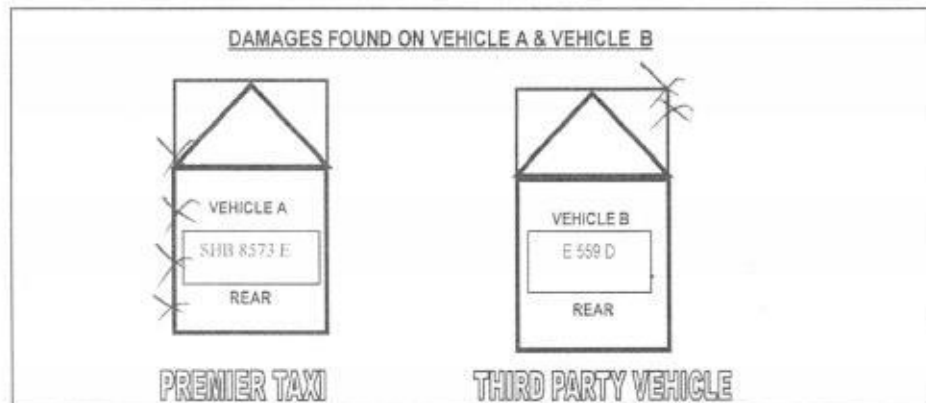 DAMAGES FOUND ON VEHICLE A & VEHICLE B
VEHICLE A
SHB 8573 E
REAR
VEHICLE B
E 559 D
REAR
PREMIER TAXI
THIRD PARTY VEHICLE